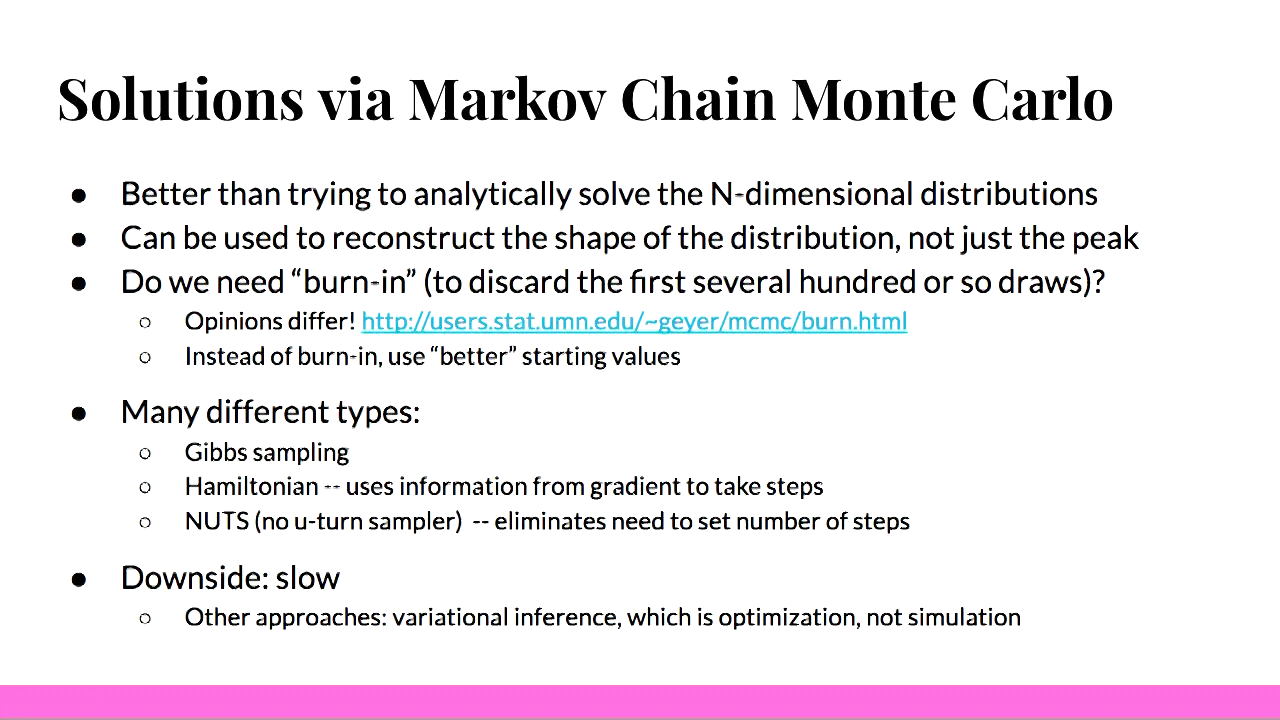 Solutions via Markov Chain Monte Carlo
● Better than trying to analytically solve the N-dimensional distributions
● Can be used to reconstruct the shape of the distribution, not just the peak
● Do we need “burn-in” (to discard the first several hundred or so draws)?
○ Opinions differ! http://users.stat.umn.edu/~geyer/mcmc/burn.html
○ Instead of burn-in, use “better” starting values
● Many different types:
○ Gibbs sampling
○ Hamiltonian -- uses information from gradient to take steps
○ NUTS (no u-turn sampler) -- eliminates need to set number of steps
● Downside: slow
○ Other approaches: variational inference, which is optimization, not simulation